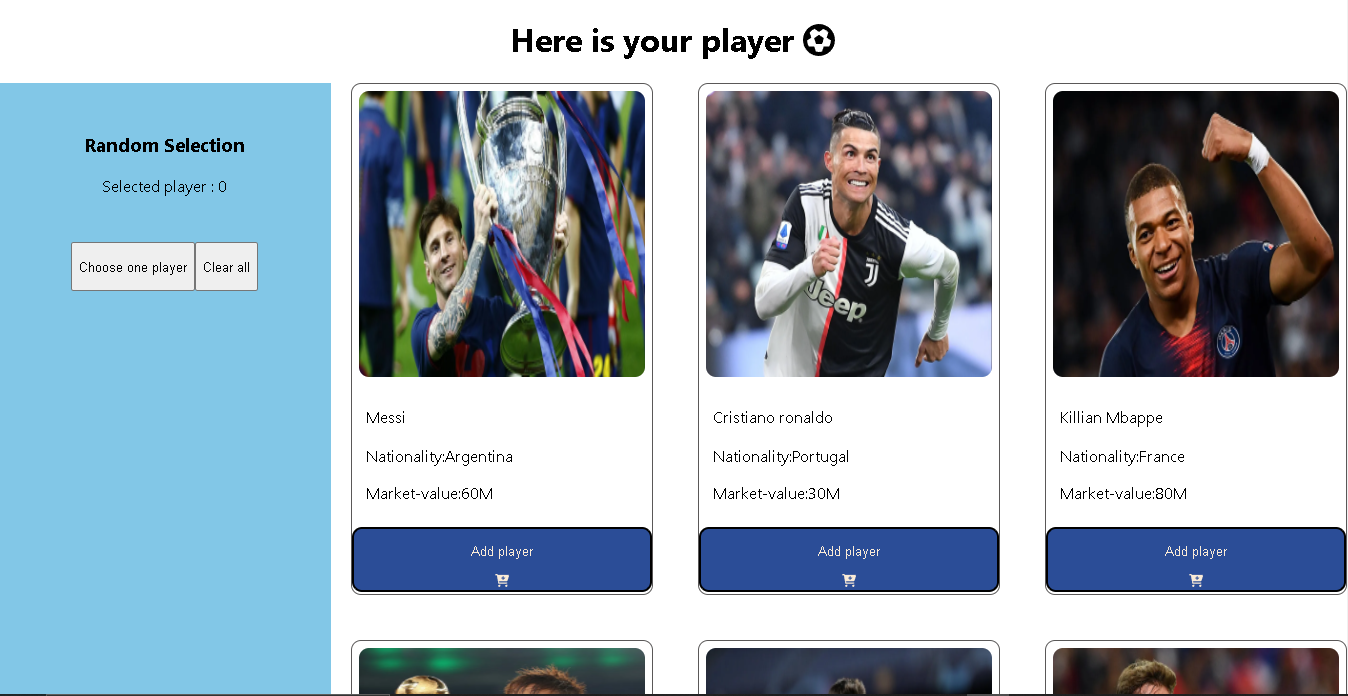 Here is your player
Random Selection
Selected player : 0
Choose one player
Clear all
Jeep
Messi
Nationality:Argentina
Market-value:60M
Add player
Cristiano ronaldo
Nationality:Portugal
Market-value:30M
Add player
Killian Mbappe
Nationality:France
Market-value:80M
Add player